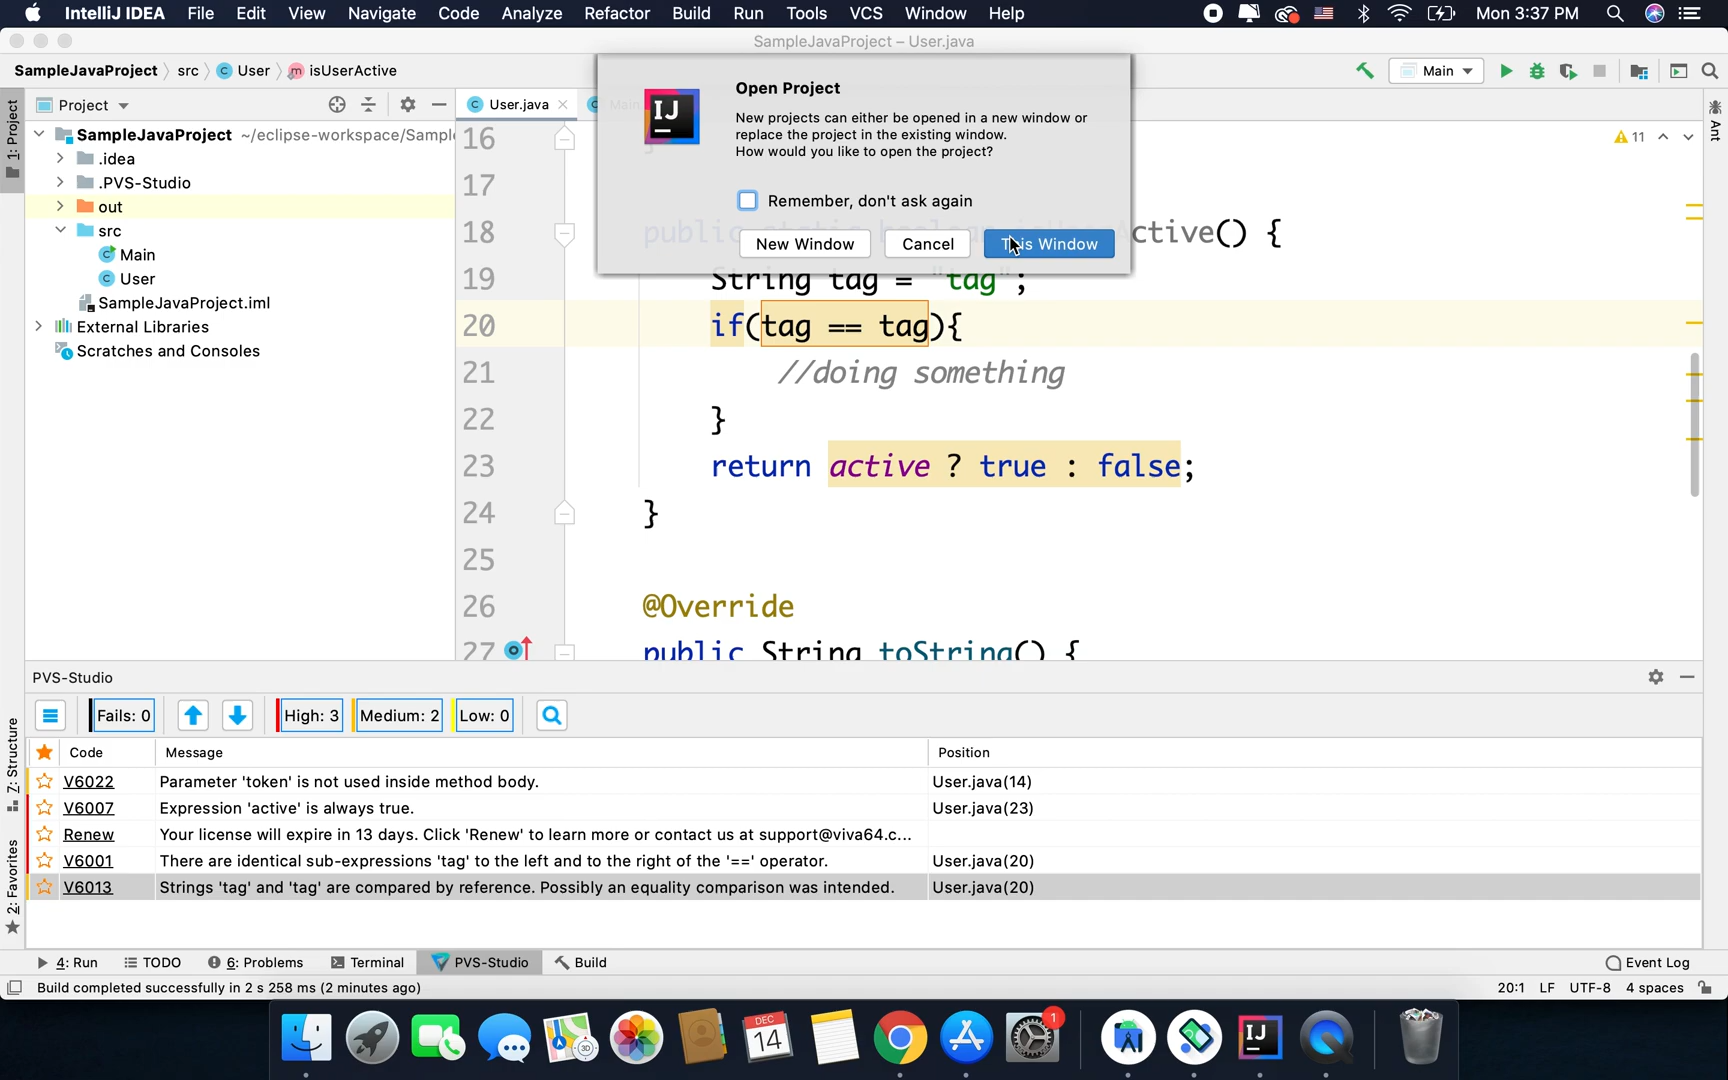 IntelliJ IDEA File Edit View Navigate Code Analyze Refactor Build Run Tools VCS Window Help Mon 3:37 PM
SampleJavaProject – User.java
SampleJavaProject src C User m isUserActive Main
Project User.java
Open Project
New projects can either be opened in a new window or
replace the project in the existing window.
How would you like to open the project?
Remember, don't ask again
New Window Cancel This Window
1: Project
SampleJavaProject ~/eclipse-workspace/Sampl
.idea
.PVS-Studio
out
src
Main
User
SampleJavaProject.iml
External Libraries
Scratches and Consoles
11
Ant
16
17
18 public static boolean isUserActive() {
19 String tag = "tag";
20 if(tag == tag){
21 //doing something
22 }
23 return active ? true : false;
24 }
25
26 @Override
27 public String toString() {
PVS-Studio
Fails: 0 High: 3 Medium: 2 Low: 0
Code Message Position
V6022 Parameter 'token' is not used inside method body. User.java(14)
V6007 Expression 'active' is always true. User.java(23)
Renew Your license will expire in 13 days. Click 'Renew' to learn more or contact us at support@viva64.c...
V6001 There are identical sub-expressions 'tag' to the left and to the right of the '==' operator. User.java(20)
V6013 Strings 'tag' and 'tag' are compared by reference. Possibly an equality comparison was intended. User.java(20)
Z: Structure
2: Favorites
4: Run TODO 6: Problems Terminal PVS-Studio Build Event Log
Build completed successfully in 2 s 258 ms (2 minutes ago) 20:1 LF UTF-8 4 spaces
3D DEC 14 1 IJ